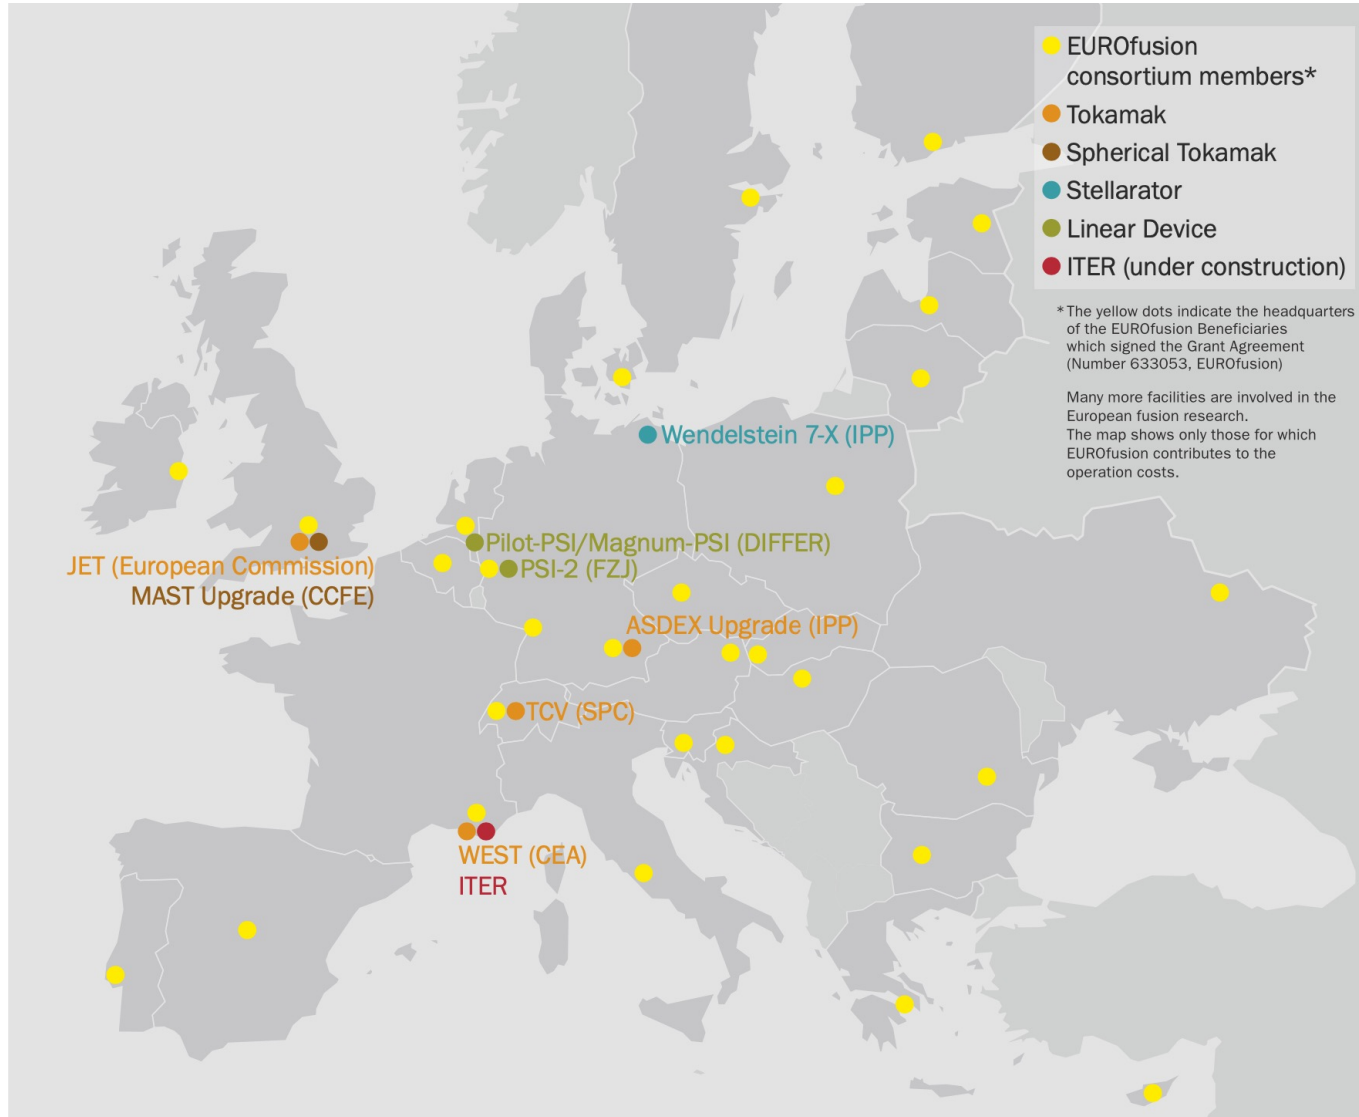 EUROfusion
consortium members*
Tokamak
Spherical Tokamak
Stellarator
Linear Device
ITER (under construction)
* The yellow dots indicate the headquarters
of the EUROfusion Beneficiaries
which signed the Grant Agreement
(Number 633053, EUROfusion)
Many more facilities are involved in the
European fusion research.
The map shows only those for which
EUROfusion contributes to the
operation costs.
Wendelstein 7-X (IPP)
Pilot-PSI/Magnum-PSI (DIFFER)
PSI-2 (FZJ)
JET (European Commission)
MAST Upgrade (CCFE)
ASDEX Upgrade (IPP)
TCV (SPC)
WEST (CEA)
ITER